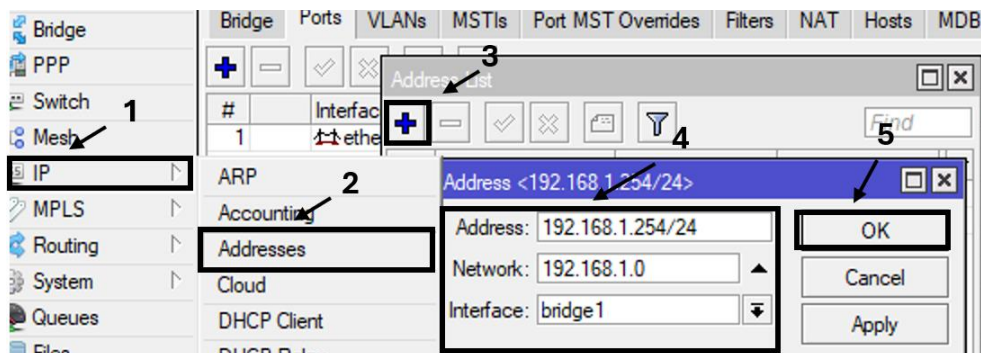 Bridge
PPP
Switch
Mesh
IP
MPLS
Routing
System
Queues
Files
1
Bridge Ports VLANs MSTIs Port MST Overrides Filters NAT Hosts MDB
# Interfac
1 ethe
3
Address List
Find
2
ARP
Accounting
Addresses
Cloud
DHCP Client
4
5
Address <192.168.1.254/24>
Address: 192.168.1.254/24
Network: 192.168.1.0
Interface: bridge1
OK
Cancel
Apply